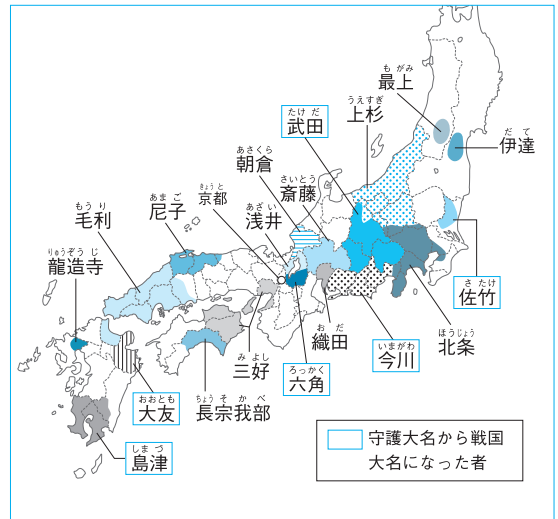 もがみ
最上
うえすぎ
上杉
たけだ
武田
だて
伊達
あさくら
朝倉
さいとう
斎藤
きょうと
京都
あざい
浅井
あまご
尼子
もうり
毛利
りゅうぞうじ
龍造寺
さたけ
佐竹
ほうじょう
北条
いまがわ
今川
おだ
織田
ろっかく
六角
みよし
三好
ちょうそかべ
長宗我部
おおとも
大友
しまづ
島津
守護大名から戦国
大名になった者